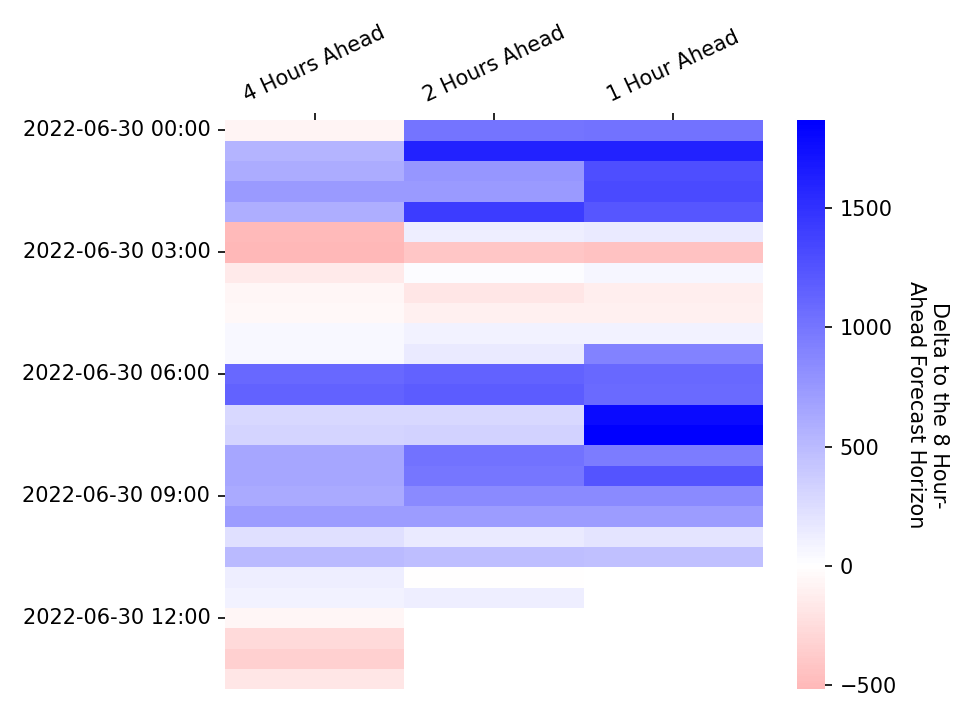 4 Hours Ahead
2 Hours Ahead
1 Hour Ahead
2022-06-30 00:00
2022-06-30 03:00
2022-06-30 06:00
2022-06-30 09:00
2022-06-30 12:00
1500
1000
500
0
−500
Delta to the 8 Hour-
Ahead Forecast Horizon